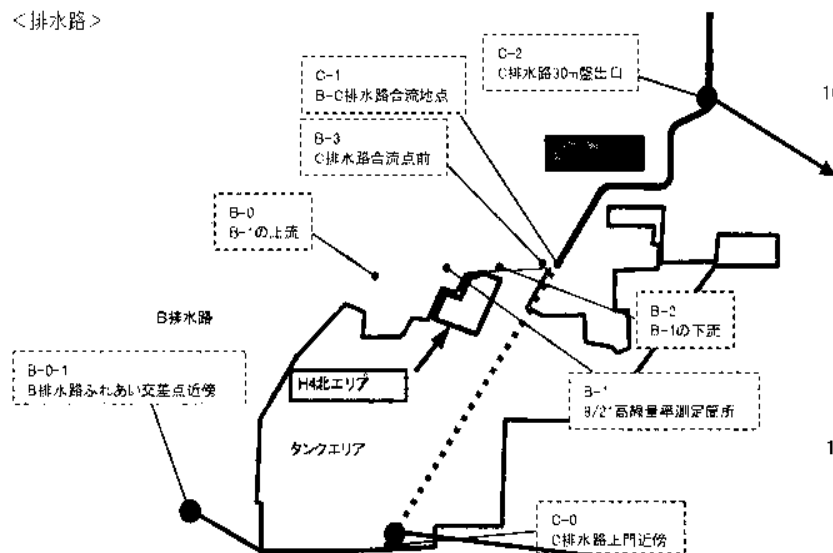 <排水路>
C-2
C排水路30m盤出口
C-1
B-C排水路合流地点
B-3
C排水路合流点前
B-0
B-1の上流
B排水路
B-2
B-1の下流
B-0-1
B排水路ふれあい交差点近傍
H4北エリア
B-1
8/21高線量率測定箇所
タンクエリア
C-0
C排水路正門近傍